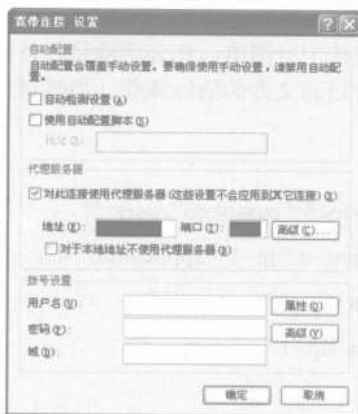 宽带连接 设置
自动配置
自动配置会覆盖手动设置。要确保使用手动设置，请禁用自动配置。
自动检测设置(A)
使用自动配置脚本(S)
地址(R):
代理服务器
对此连接使用代理服务器(这些设置不会应用到其它连接)(X)
地址(E): 端口(T): 高级(C)...
对于本地地址不使用代理服务器(B)
拨号设置
用户名(U): 属性(O)
密码(P): 高级(V)
域(D):
确定 取消